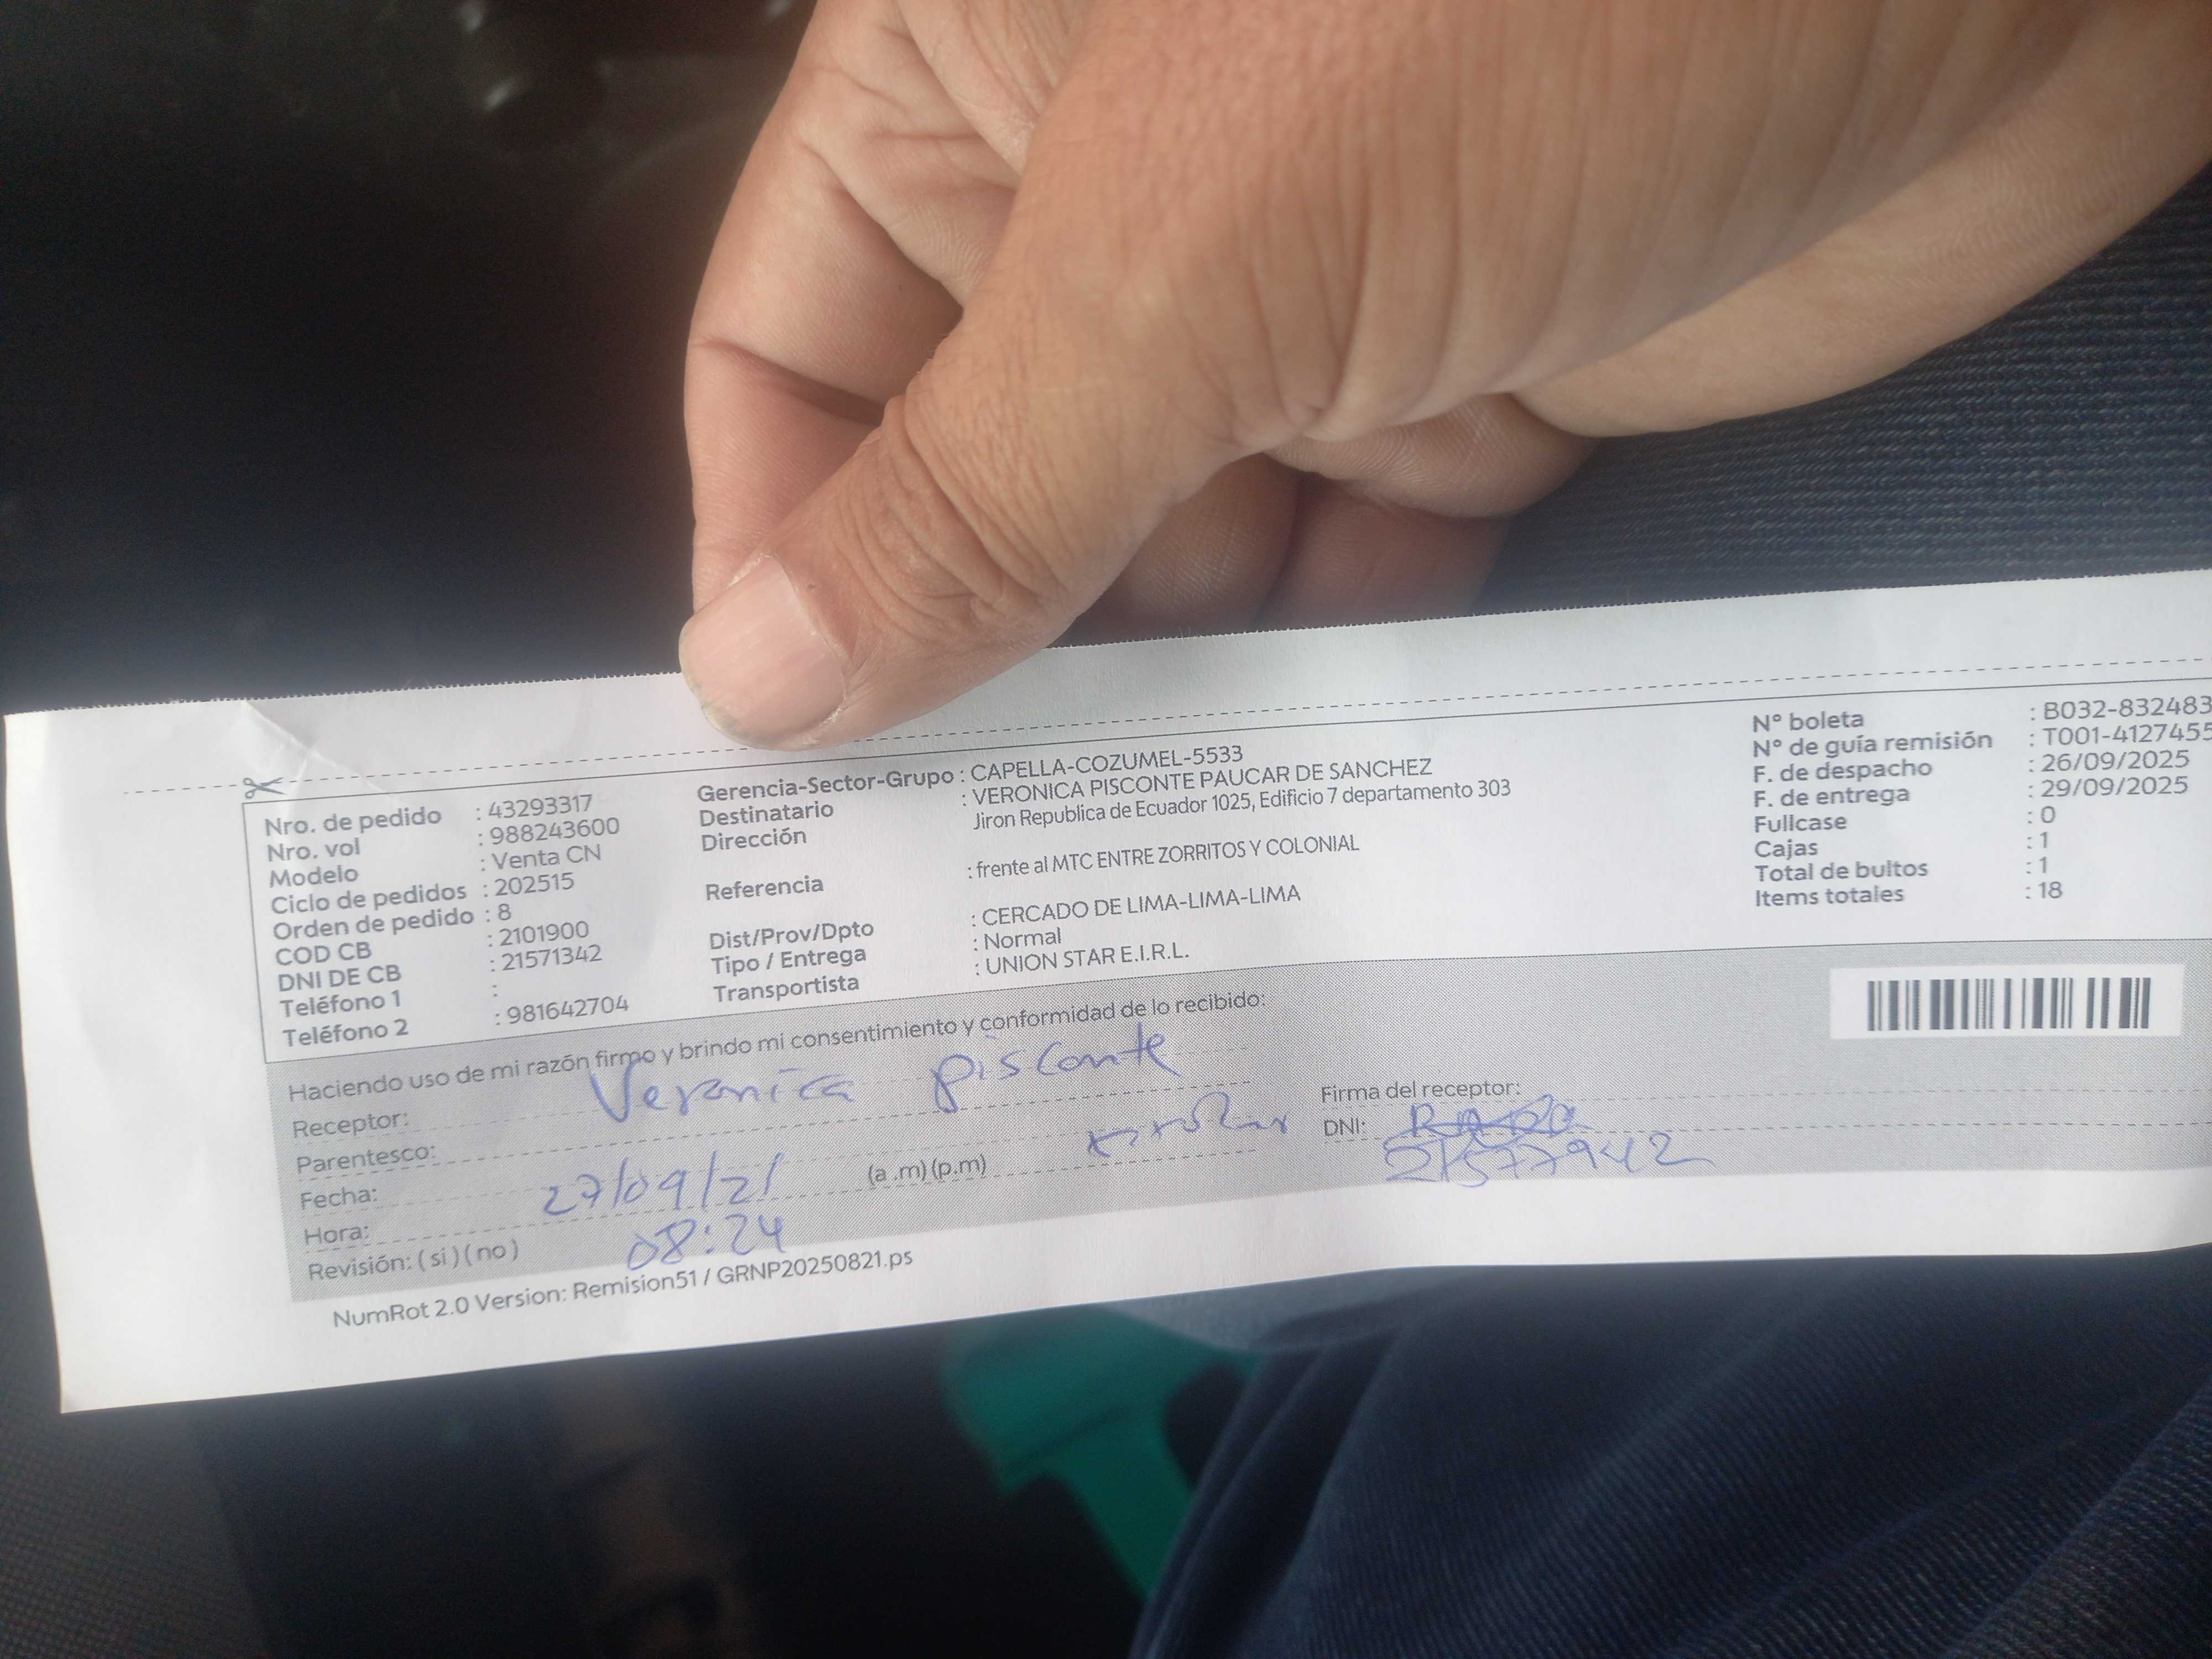 Nro. de pedido : 43293317
Nro. vol : 988243600
Modelo : Venta CN
Ciclo de pedidos : 202515
Orden de pedido : 8
COD CB : 2101900
DNI DE CB : 21571342
Teléfono 1 :
Teléfono 2 : 981642704
Gerencia-Sector-Grupo : CAPELLA-COZUMEL-5533
Destinatario : VERONICA PISCONTE PAUCAR DE SANCHEZ
Dirección Jiron Republica de Ecuador 1025, Edificio 7 departamento 303
Referencia : frente al MTC ENTRE ZORRITOS Y COLONIAL
Dist/Prov/Dpto : CERCADO DE LIMA-LIMA-LIMA
Tipo / Entrega : Normal
Transportista : UNION STAR E.I.R.L.
N° boleta : B032-832483
N° de guía remisión : T001-4127455
F. de despacho : 26/09/2025
F. de entrega : 29/09/2025
Fullcase : 0
Cajas : 1
Total de bultos : 1
Items totales : 18
Haciendo uso de mi razón firmo y brindo mi consentimiento y conformidad de lo recibido:
Receptor: Veronica Pisconte
Parentesco:
Fecha: 27/09/21 (a .m) (p.m)
Hora: 08:24
Revisión: ( si ) ( no )
Firma del receptor:
DNI:
NumRot 2.0 Version: Remision51 / GRNP20250821.ps